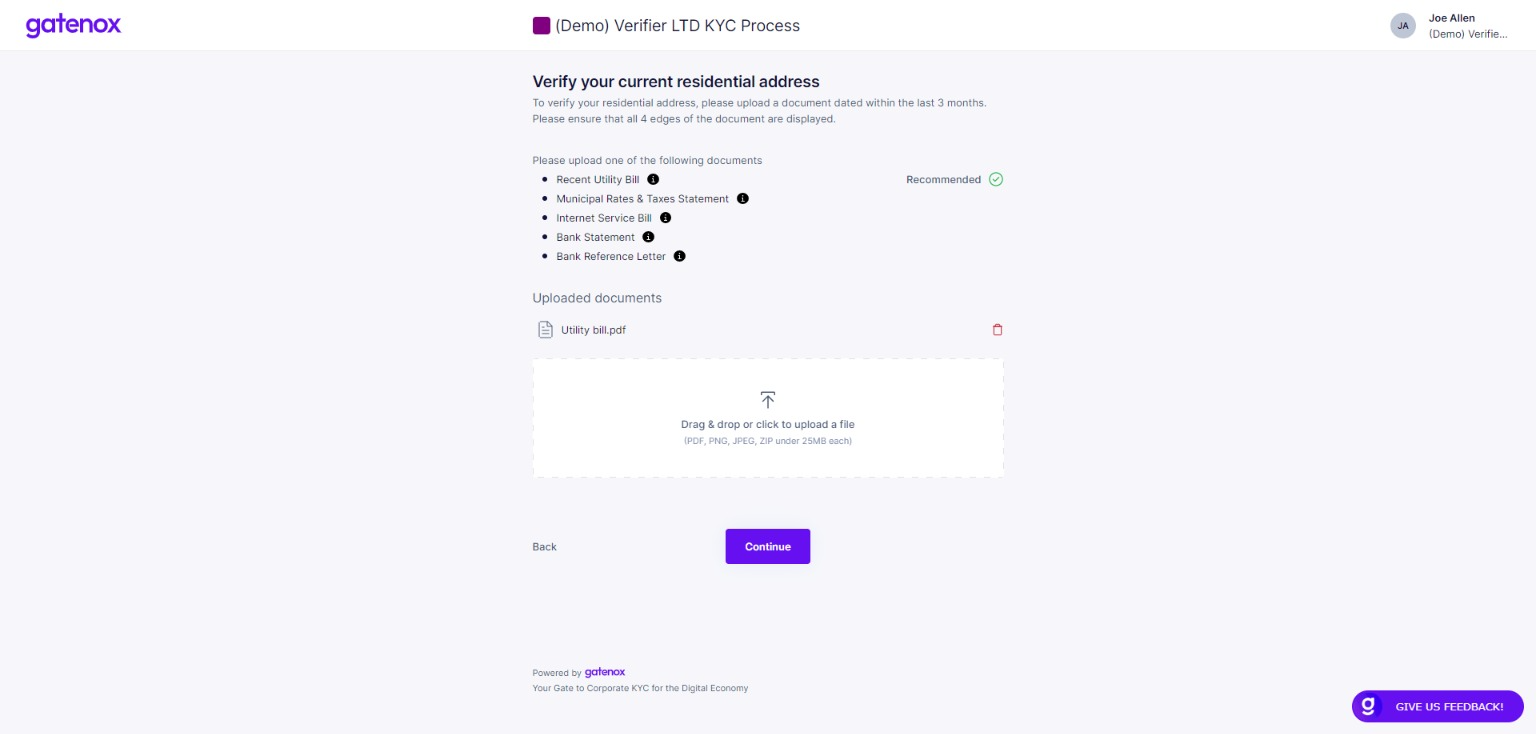 gatenox
(Demo) Verifier LTD KYC Process
JA
Joe Allen
(Demo) Verifie...
Verify your current residential address
To verify your residential address, please upload a document dated within the last 3 months.
Please ensure that all 4 edges of the document are displayed.
Please upload one of the following documents
Recent Utility Bill
Recommended
Municipal Rates & Taxes Statement
Internet Service Bill
Bank Statement
Bank Reference Letter
Uploaded documents
Utility bill.pdf
Drag & drop or click to upload a file
(PDF, PNG, JPEG, ZIP under 25MB each)
Back
Continue
Powered by gatenox
Your Gate to Corporate KYC for the Digital Economy
g GIVE US FEEDBACK!